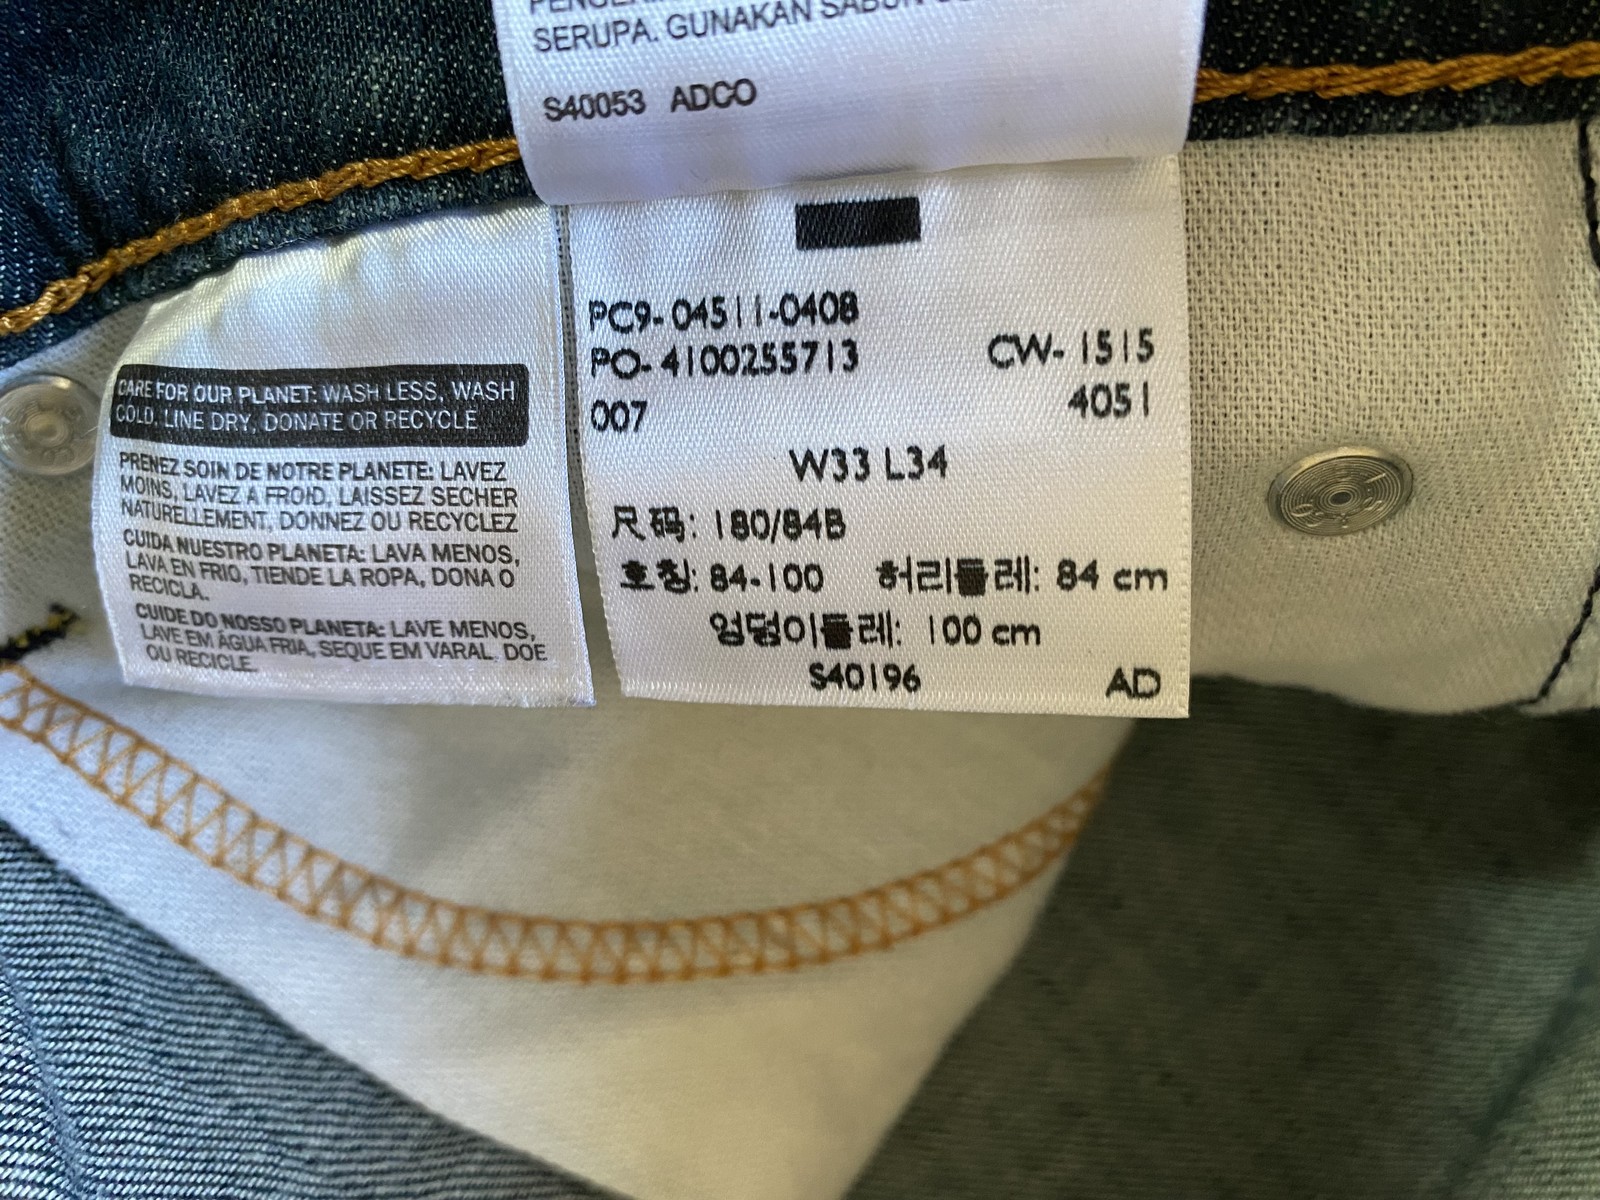 SERUPA. GUNAKAN SABUN
S40053 ADCO
CARE FOR OUR PLANET: WASH LESS, WASH
COLD, LINE DRY, DONATE OR RECYCLE
PRENEZ SOIN DE NOTRE PLANETE: LAVEZ
MOINS, LAVEZ A FROID, LAISSEZ SECHER
NATURELLEMENT, DONNEZ OU RECYCLEZ
CUIDA NUESTRO PLANETA: LAVA MENOS,
LAVA EN FRIO, TIENDE LA ROPA, DONA O
RECICLA.
CUIDE DO NOSSO PLANETA: LAVE MENOS,
LAVE EM ÁGUA FRIA, SEQUE EM VARAL, DOE
OU RECICLE.
PC9-04511-0408
PO-4100255713 CW-1515
007 4051
W33 L34
尺码: 180/84B
호칭: 84-100 허리둘레: 84 cm
엉덩이둘레: 100 cm
S40196 AD